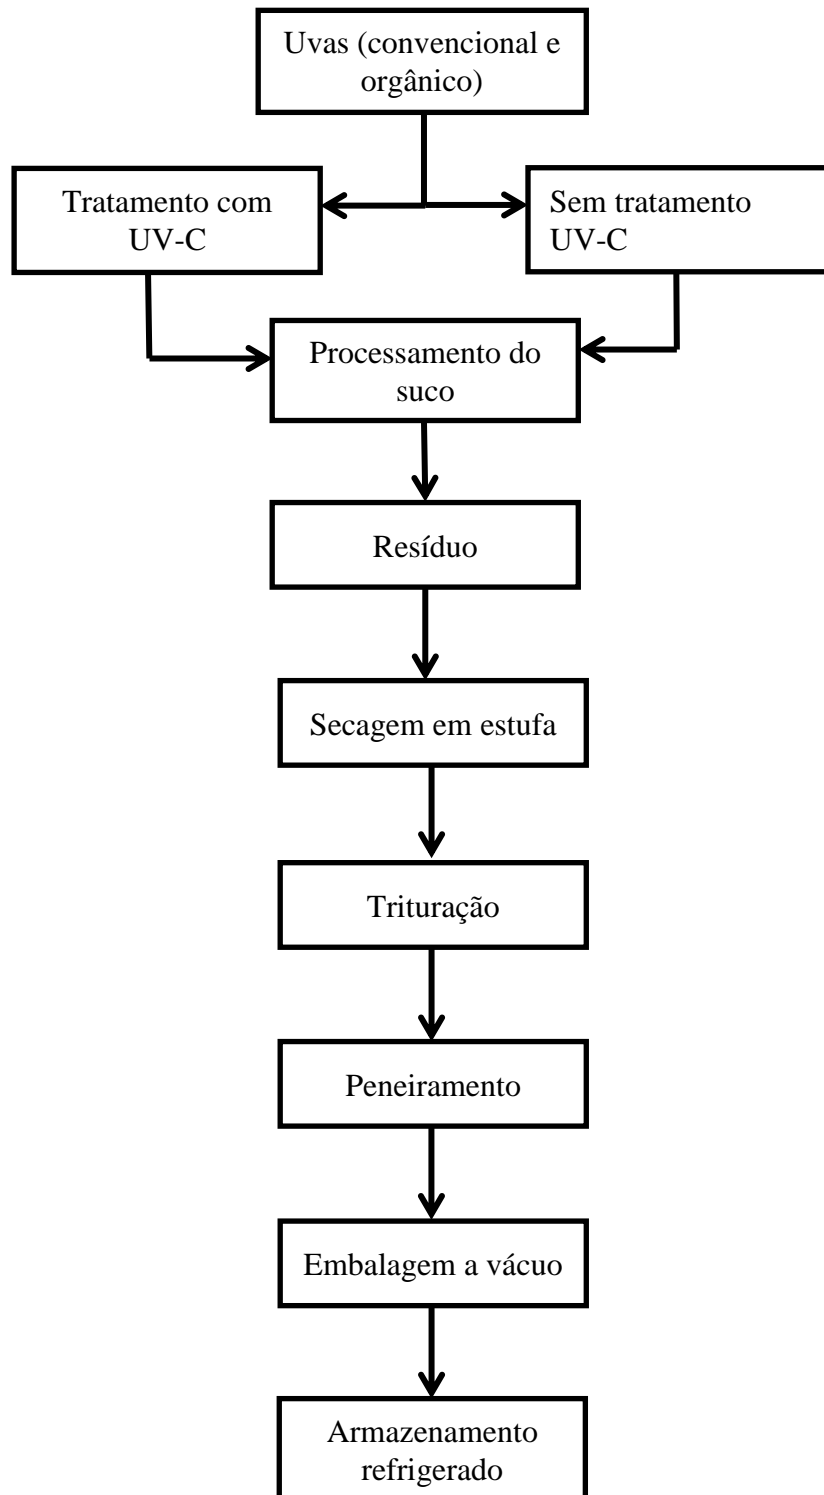 Uvas (convencional e
orgânico)
Tratamento com
UV-C
Sem tratamento
UV-C
Processamento do
suco
Resíduo
Secagem em estufa
Trituração
Peneiramento
Embalagem a vácuo
Armazenamento
refrigerado